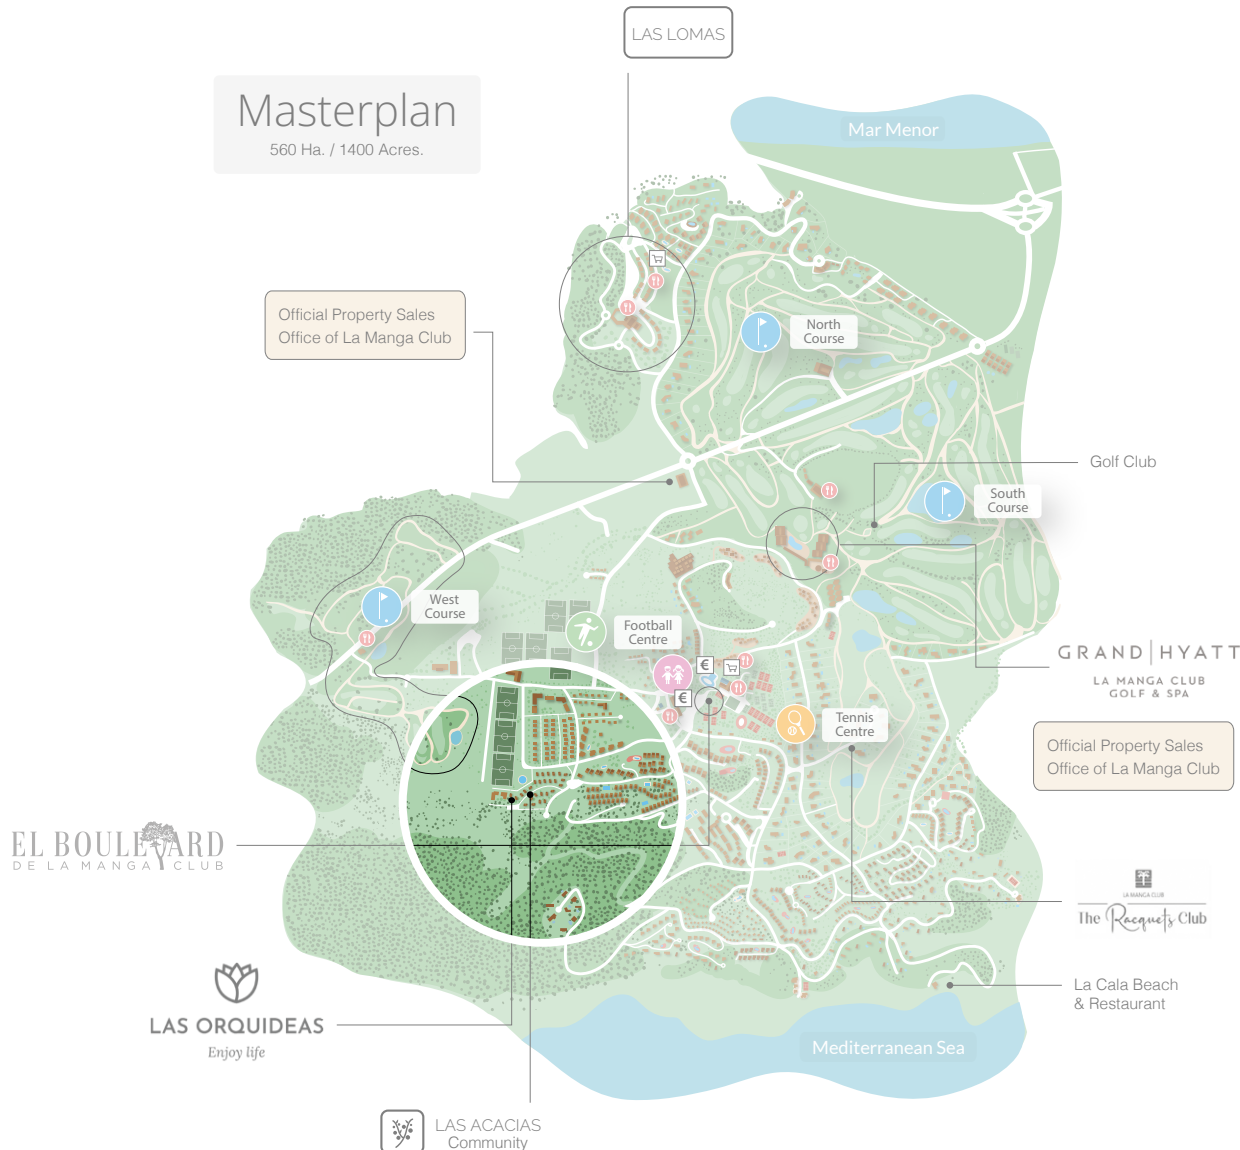 LAS LOMAS
Masterplan
560 Ha. / 1400 Acres.
Mar Menor
Official Property Sales
Office of La Manga Club
North
Course
Golf Club
South
Course
West
Course
Football
Centre
€
€
GRAND HYATT
LA MANGA CLUB
GOLF & SPA
Tennis
Centre
Official Property Sales
Office of La Manga Club
EL BOULEVARD
DE LA MANGA CLUB
LA MANGA CLUB
The Racquets Club
La Cala Beach
& Restaurant
LAS ORQUIDEAS
Enjoy life
Mediterranean Sea
LAS ACACIAS
Community